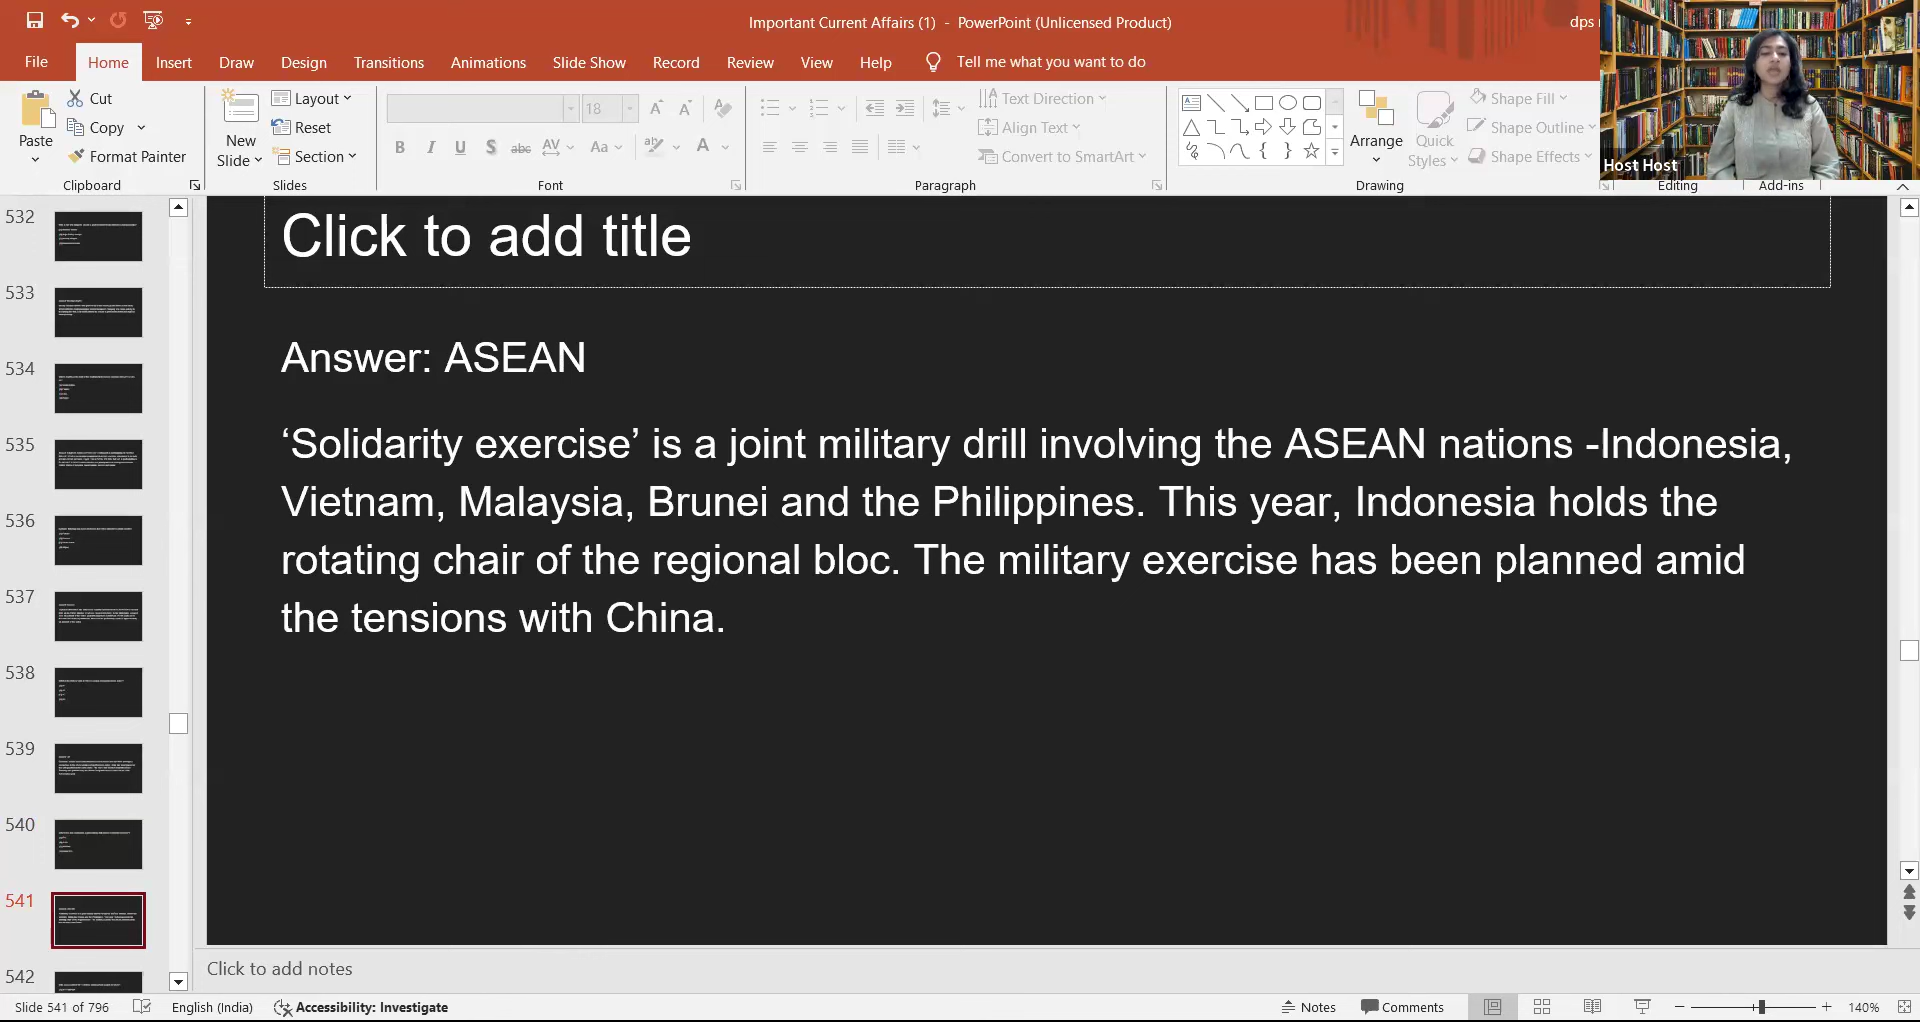 Important Current Affairs (1) - PowerPoint (Unlicensed Product)
dps
File Home Insert Draw Design Transitions Animations Slide Show Record Review View Help Tell me what you want to do
Paste
Cut
Copy
Format Painter
Clipboard
New Slide
Layout
Reset
Section
Slides
18
B I U S abc AV Aa A
Font
Text Direction
Align Text
Convert to SmartArt
Paragraph
Arrange
Quick Styles
Shape Fill
Shape Outline
Shape Effects
Drawing
Editing
Add-ins
Host Host
532
533
534
535
536
537
538
539
540
541
542
Click to add title
Answer: ASEAN
‘Solidarity exercise’ is a joint military drill involving the ASEAN nations -Indonesia,
Vietnam, Malaysia, Brunei and the Philippines. This year, Indonesia holds the
rotating chair of the regional bloc. The military exercise has been planned amid
the tensions with China.
Click to add notes
Slide 541 of 796 English (India) Accessibility: Investigate Notes Comments 140%